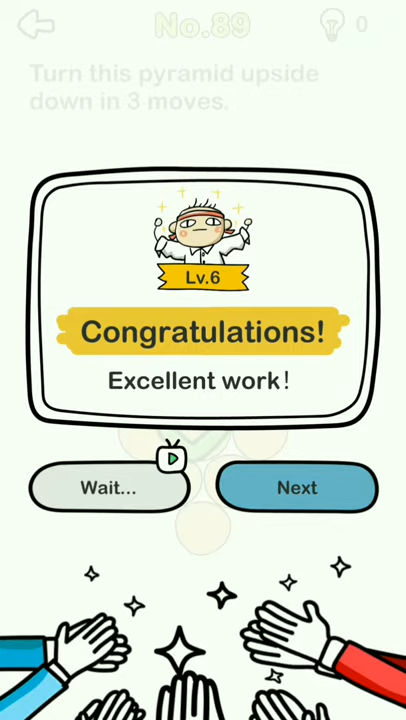 No.89
0
Turn this pyramid upside
down in 3 moves.
Lv.6
Congratulations!
Excellent work!
Wait...
Next